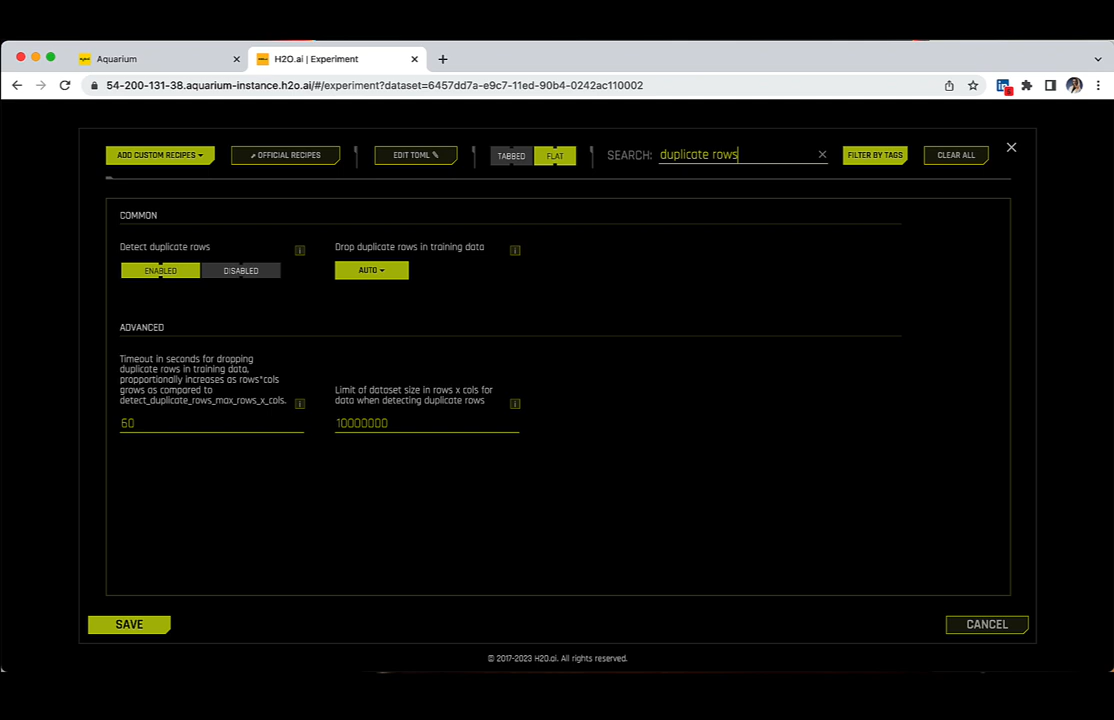 Aquarium
H2O.ai | Experiment
54-200-131-38.aquarium-instance.h2o.ai/#/experiment?dataset=6457dd7a-e9c7-11ed-90b4-0242ac110002
ADD CUSTOM RECIPES
OFFICIAL RECIPES
EDIT TOML
TABBED
FLAT
SEARCH: duplicate rows
FILTER BY TAGS
CLEAR ALL
COMMON
Detect duplicate rows
ENABLED
DISABLED
Drop duplicate rows in training data
AUTO
ADVANCED
Timeout in seconds for dropping
duplicate rows in training data,
propportionally increases as rows*cols
grows as compared to
detect_duplicate_rows_max_rows_x_cols.
60
Limit of dataset size in rows x cols for
data when detecting duplicate rows
10000000
SAVE
CANCEL
© 2017-2023 H2O.ai. All rights reserved.